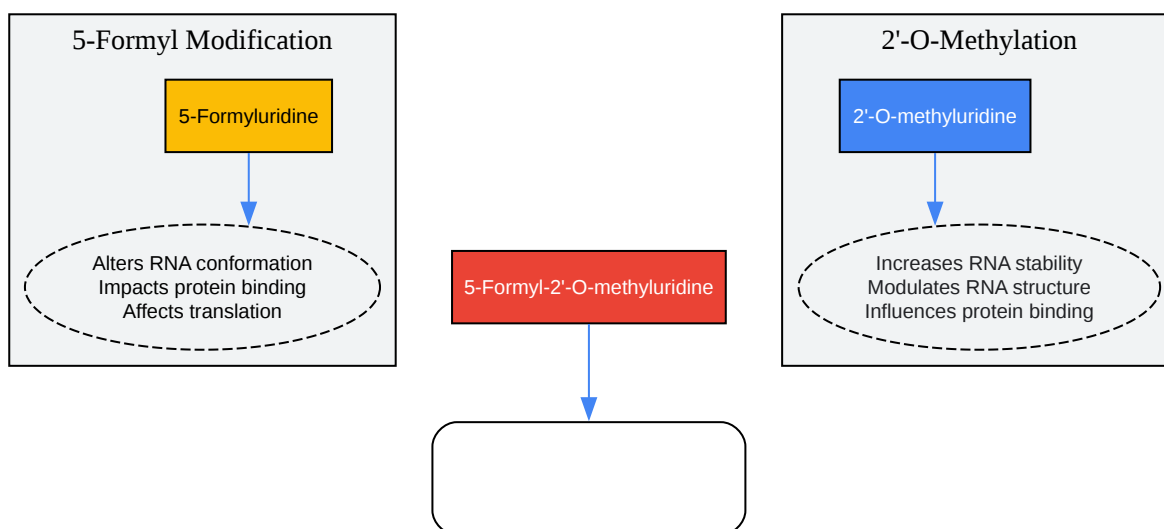 5-Formyl Modification
5-Formyluridine
Alters RNA conformation
Impacts protein binding
Affects translation
5-Formyl-2'-O-methyluridine
2'-O-Methylation
2'-O-methyluridine
Increases RNA stability
Modulates RNA structure
Influences protein binding